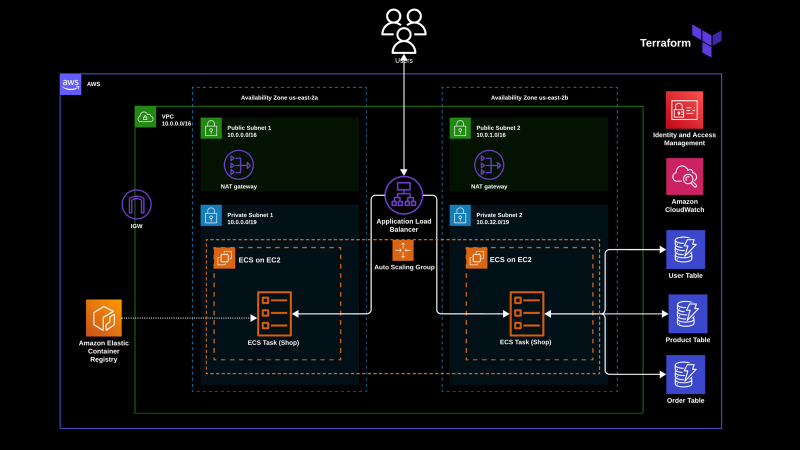 Users
Terraform
aws
AWS
Availability Zone us-east-2a
Availability Zone us-east-2b
VPC
10.0.0.0/16
Public Subnet 1
10.0.0.0/16
Public Subnet 2
10.0.1.0/16
Identity and Access
Management
NAT gateway
NAT gateway
Amazon
CloudWatch
IGW
Private Subnet 1
10.0.0.0/19
Application Load
Balancer
Private Subnet 2
10.0.32.0/19
ECS on EC2
Auto Scaling Group
ECS on EC2
User Table
Amazon Elastic
Container
Registry
ECS Task (Shop)
ECS Task (Shop)
Product Table
Order Table